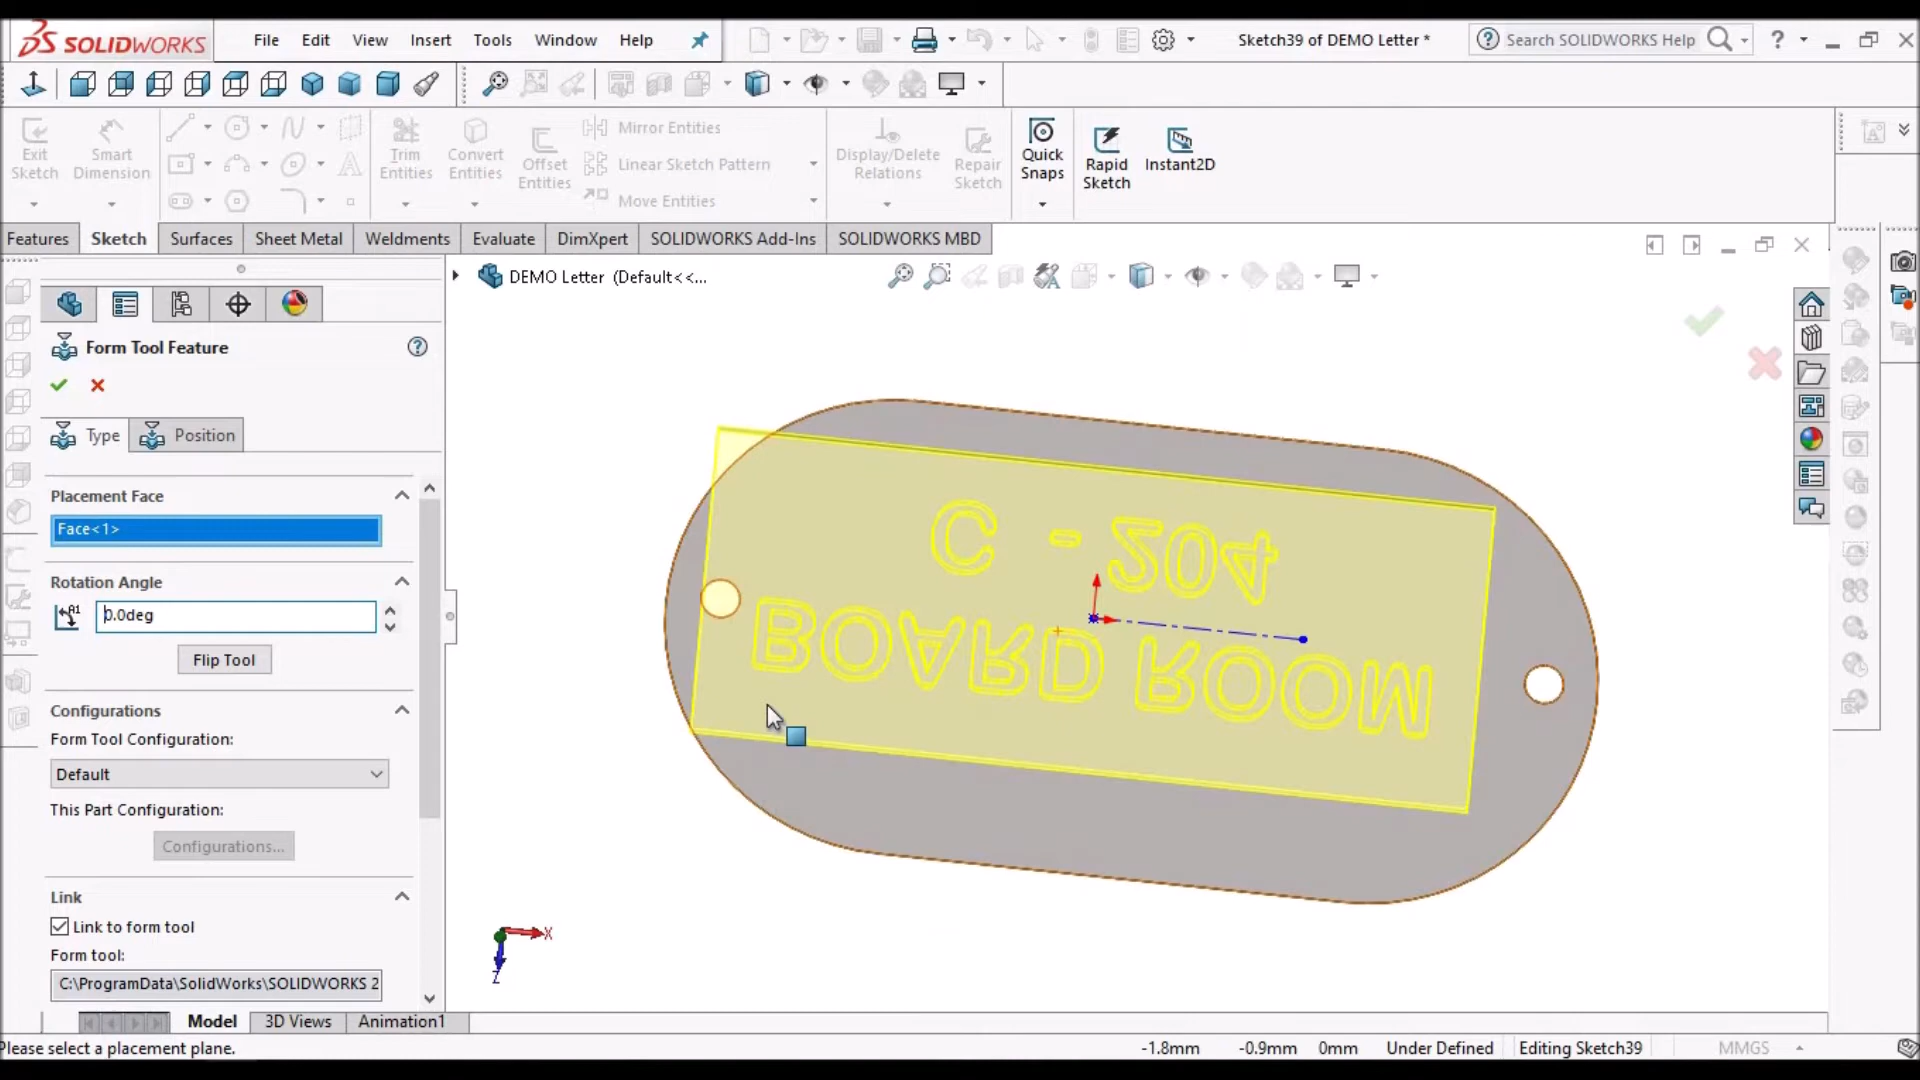 SOLIDWORKS File Edit View Insert Tools Window Help Sketch39 of DEMO Letter * Search SOLIDWORKS Help ?
Exit Sketch
Smart Dimension
Trim Entities
Convert Entities
Offset Entities
Mirror Entities
Linear Sketch Pattern
Move Entities
Display/Delete Relations
Repair Sketch
Quick Snaps
Rapid Sketch
Instant2D
Features Sketch Surfaces Sheet Metal Weldments Evaluate DimXpert SOLIDWORKS Add-Ins SOLIDWORKS MBD
DEMO Letter (Default<<...
Form Tool Feature
Type Position
Placement Face
Face<1>
Rotation Angle
0.0deg
Flip Tool
Configurations
Form Tool Configuration:
Default
This Part Configuration:
Configurations...
Link
Link to form tool
Form tool:
C:\ProgramData\SolidWorks\SOLIDWORKS 2
C - 204
BOARD ROOM
X
Z
Model 3D Views Animation1
Please select a placement plane. -1.8mm -0.9mm 0mm Under Defined Editing Sketch39 MMGS